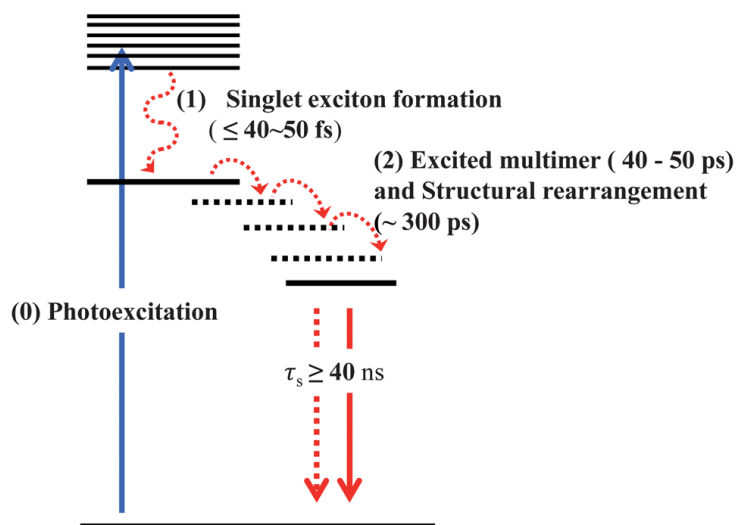 (1) Singlet exciton formation
( ≤ 40~50 fs)
(2) Excited multimer ( 40 - 50 ps)
and Structural rearrangement
(~ 300 ps)
(0) Photoexcitation
τs ≥ 40 ns